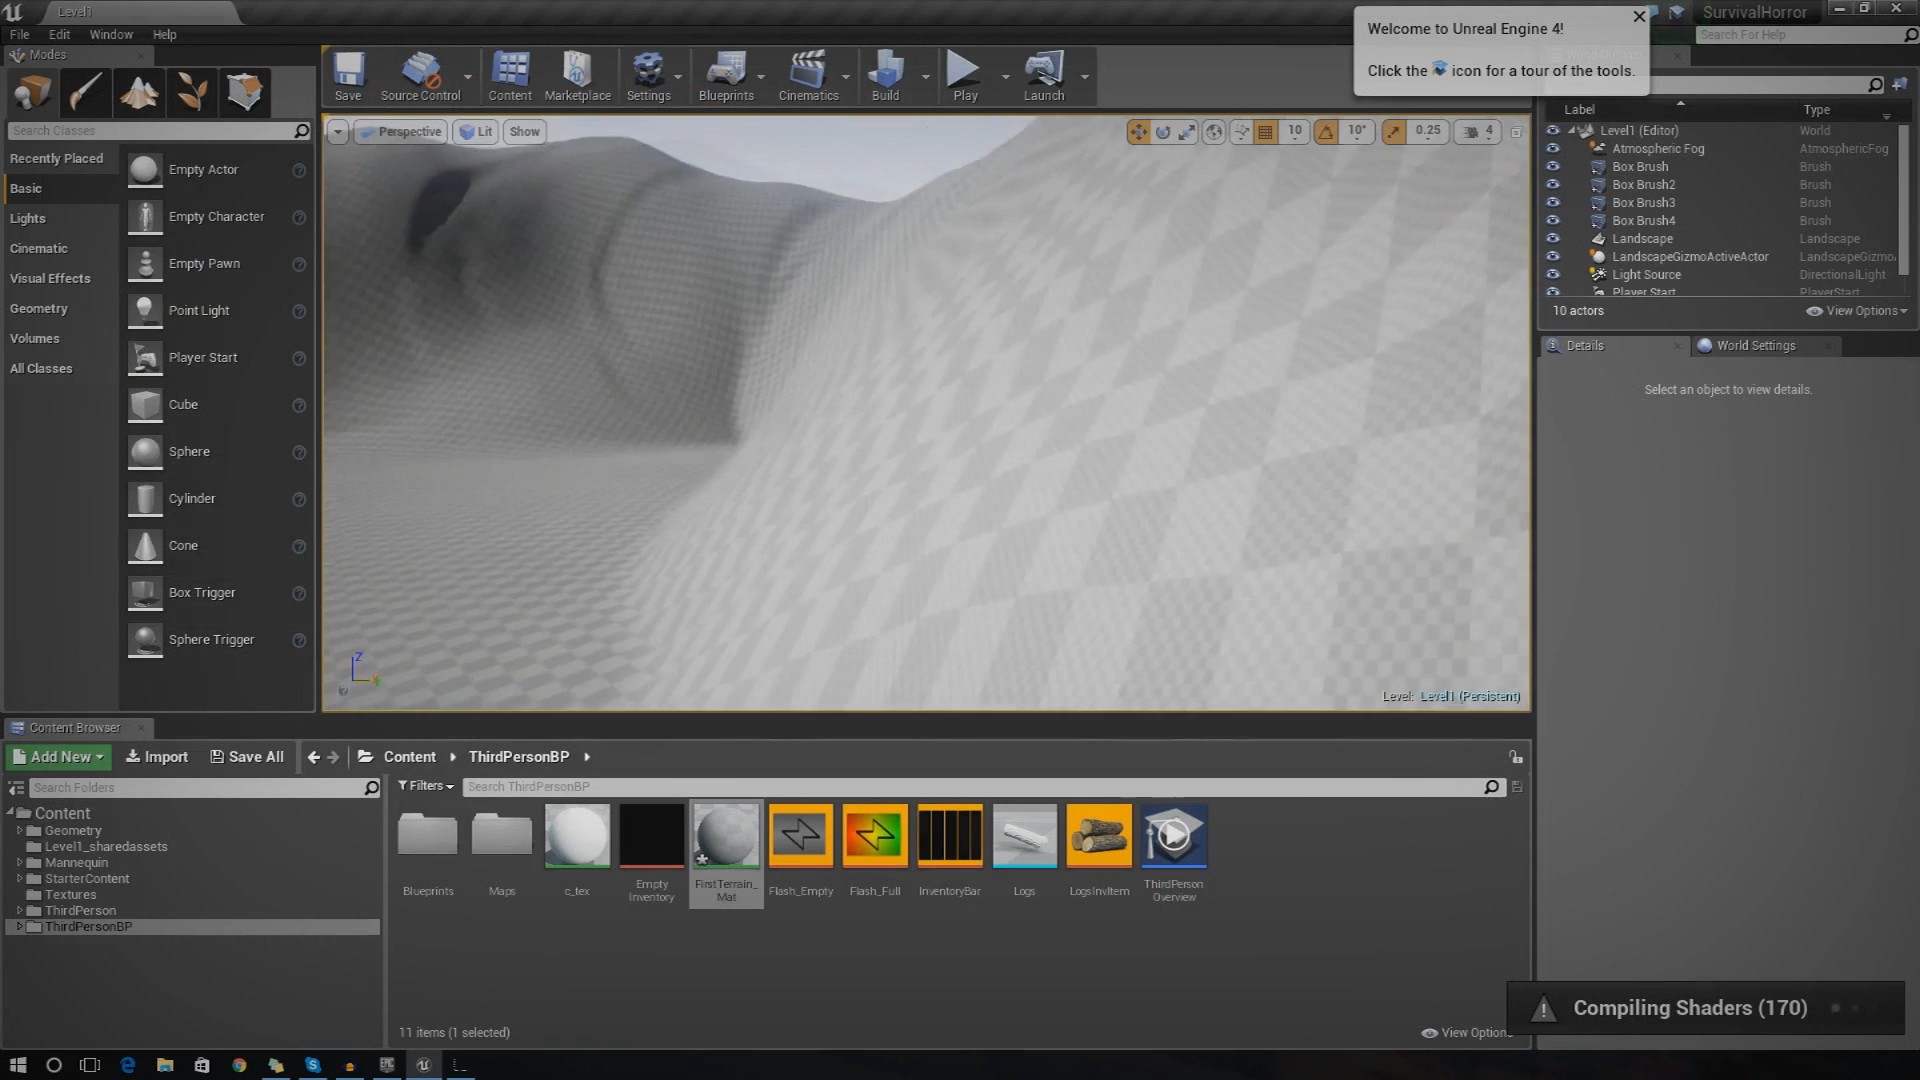 Level1
SurvivalHorror
File Edit Window Help
Search For Help
Welcome to Unreal Engine 4!
Click the icon for a tour of the tools.
Modes
Save Source Control Content Marketplace Settings Blueprints Cinematics Build Play Launch
Search Classes
Recently Placed
Basic
Lights
Cinematic
Visual Effects
Geometry
Volumes
All Classes
Empty Actor
Empty Character
Empty Pawn
Point Light
Player Start
Cube
Sphere
Cylinder
Cone
Box Trigger
Sphere Trigger
Perspective Lit Show
10 10° 0.25 4
Z
Level: Level1 (Persistent)
Label Type
Level1 (Editor) World
Atmospheric Fog AtmosphericFog
Box Brush Brush
Box Brush2 Brush
Box Brush3 Brush
Box Brush4 Brush
Landscape Landscape
LandscapeGizmoActiveActor LandscapeGizmoA
Light Source DirectionalLight
Player Start PlayerStart
10 actors View Options
Details World Settings
Select an object to view details.
Content Browser
Add New Import Save All Content ThirdPersonBP
Search Folders
Filters Search ThirdPersonBP
Content
Geometry
Level1_sharedassets
Mannequin
StarterContent
Textures
ThirdPerson
ThirdPersonBP
Blueprints
Maps
c_tex
Empty
Inventory
FirstTerrain_
Mat
Flash_Empty
Flash_Full
InventoryBar
Logs
LogsInvItem
ThirdPerson
Overview
11 items (1 selected) View Option
Compiling Shaders (170)
EPIC